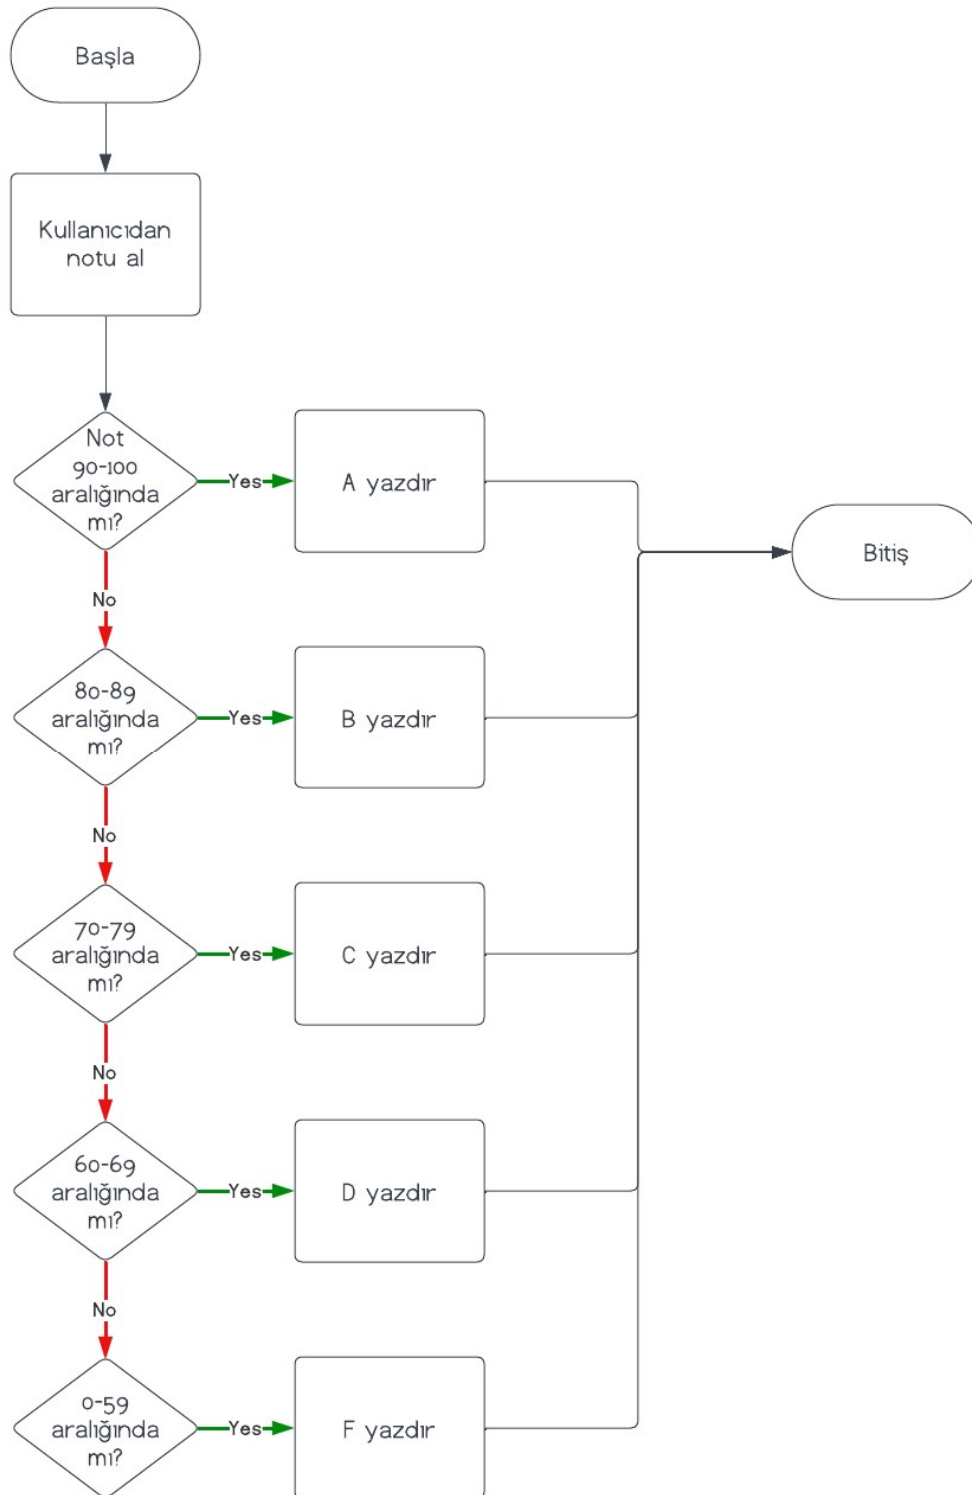 Başla
Kullanıcıdan
notu al
Not
90-100
aralığında
mı?
Yes
A yazdır
Bitiş
No
80-89
aralığında
mı?
Yes
B yazdır
No
70-79
aralığında
mı?
Yes
C yazdır
No
60-69
aralığında
mı?
Yes
D yazdır
No
0-59
aralığında
mı?
Yes
F yazdır